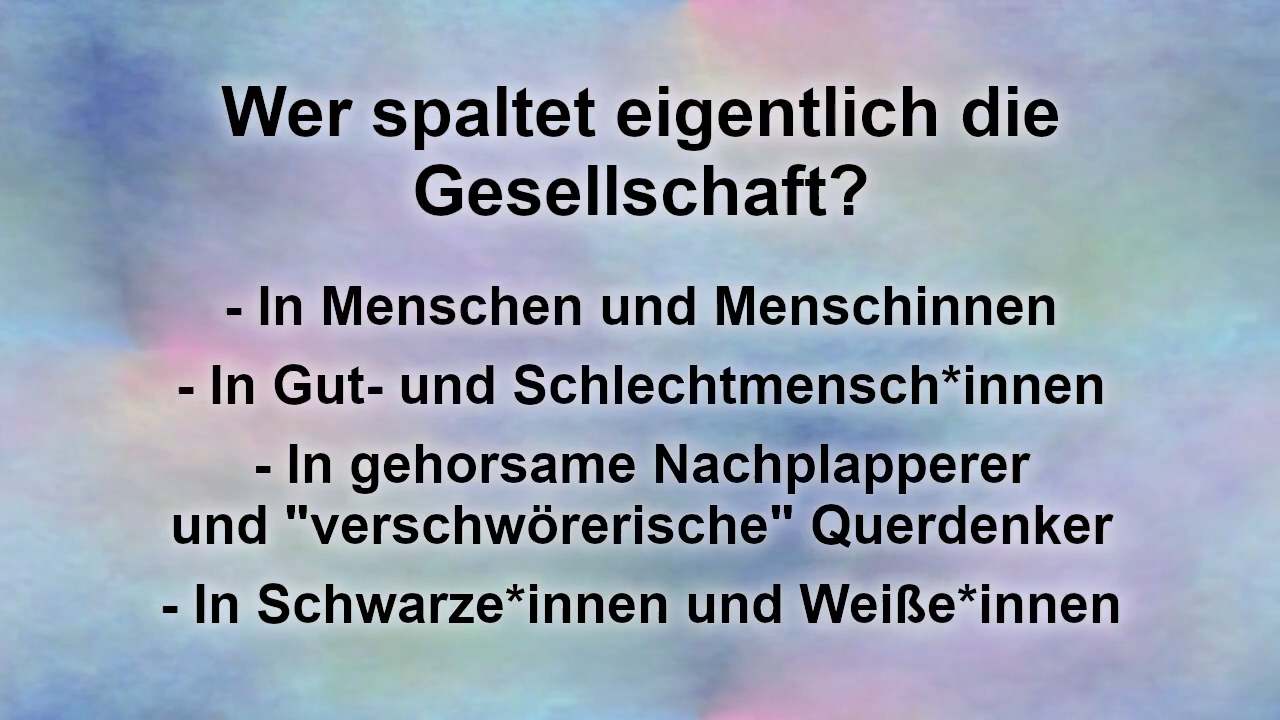 Wer spaltet eigentlich die
Gesellschaft?
- In Menschen und Menschinnen
- In Gut- und Schlechtmensch*innen
- In gehorsame Nachplapperer
und "verschwörerische" Querdenker
- In Schwarze*innen und Weiße*innen